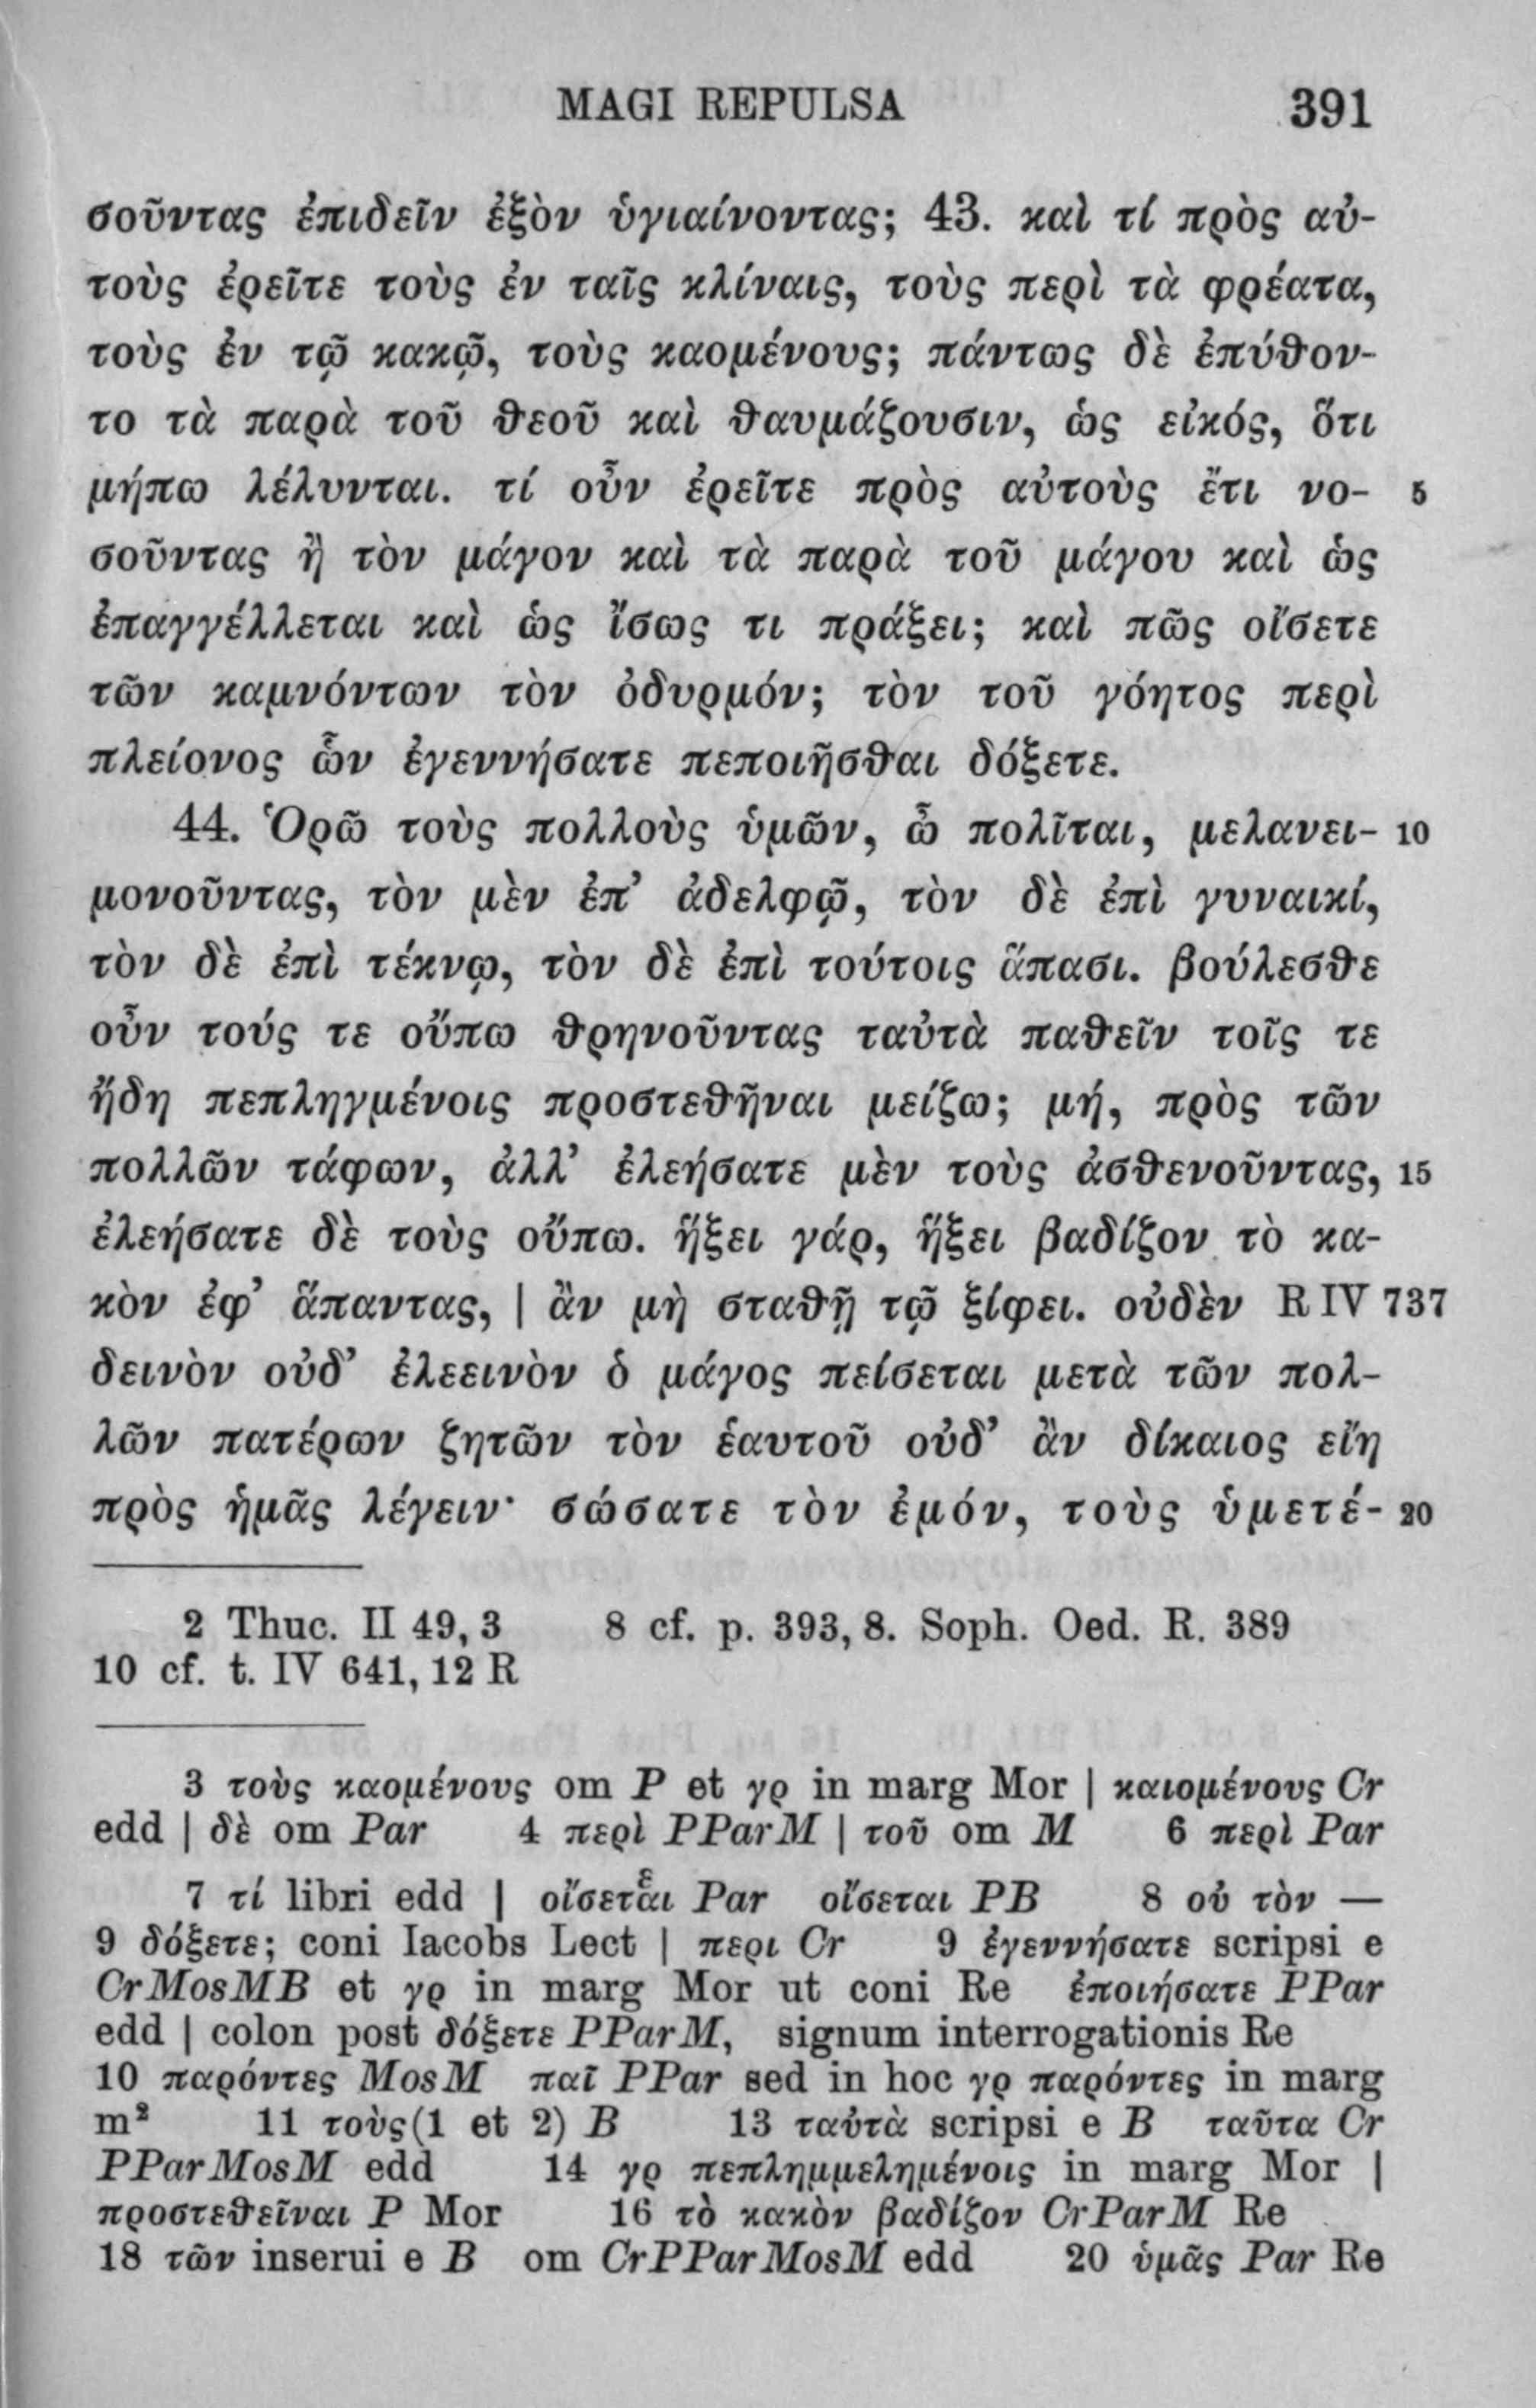 MAGI REPULSA 391
σοῦντας ἐπιδεῖν ἐξὸν ὑγιαίνοντας; 43. καὶ τί πρὸς αὐ-
τοὺς ἐρεῖτε τοὺς ἐν ταῖς κλίναις, τοὺς περὶ τὰ φρέατα,
τοὺς ἐν τῷ κακῷ, τοὺς καομένους; πάντως δὲ ἐπύθον-
το τὰ παρὰ τοῦ θεοῦ καὶ θαυμάζουσιν, ὡς εἰκός, ὅτι
μήπω λέλυνται. τί οὖν ἐρεῖτε πρὸς αὐτοὺς ἔτι νο- 5
σοῦντας ἢ τὸν μάγον καὶ τὰ παρὰ τοῦ μάγου καὶ ὡς
ἐπαγγέλλεται καὶ ὡς ἴσως τι πράξει; καὶ πῶς οἴσετε
τῶν καμνόντων τὸν ὀδυρμόν; τὸν τοῦ γόητος περὶ
πλείονος ὧν ἐγεννήσατε πεποιῆσθαι δόξετε.
44. Ὁρῶ τοὺς πολλοὺς ὑμῶν, ὦ πολῖται, μελανει- 10
μονοῦντας, τὸν μὲν ἐπ’ ἀδελφῷ, τὸν δὲ ἐπὶ γυναικί,
τὸν δὲ ἐπὶ τέκνῳ, τὸν δὲ ἐπὶ τούτοις ἅπασι. βούλεσθε
οὖν τούς τε οὔπω θρηνοῦντας ταὐτὰ παθεῖν τοῖς τε
ἤδη πεπληγμένοις προστεθῆναι μείζω; μή, πρὸς τῶν
πολλῶν τάφων, ἀλλ’ ἐλεήσατε μὲν τοὺς ἀσθενοῦντας, 15
ἐλεήσατε δὲ τοὺς οὔπω. ἥξει γάρ, ἥξει βαδίζον τὸ κα-
κὸν ἐφ’ ἅπαντας, | ἂν μὴ σταθῇ τῷ ξίφει. οὐδὲν R IV 737
δεινὸν οὐδ’ ἐλεεινὸν ὁ μάγος πείσεται μετὰ τῶν πολ-
λῶν πατέρων ζητῶν τὸν ἑαυτοῦ οὐδ’ ἂν δίκαιος εἴη
πρὸς ἡμᾶς λέγειν· σώσατε τὸν ἐμόν, τοὺς ὑμετέ- 20
2 Thuc. II 49, 3 8 cf. p. 393, 8. Soph. Oed. R. 389
10 cf. t. IV 641, 12 R
3 τοὺς καομένους om P et γρ in marg Mor | καιομένους Cr
edd | δὲ om Par 4 περὶ PParM | τοῦ om M 6 περὶ Par
7 τί libri edd | οἴσετε̂αι Par οἴσεται PB 8 οὐ τὸν —
9 δόξετε; coni Iacobs Lect | περι Cr 9 ἐγεννήσατε scripsi e
CrMosMB et γρ in marg Mor ut coni Re ἐποιήσατε PPar
edd | colon post δόξετε PParM, signum interrogationis Re
10 παρόντες MosM παῖ PPar sed in hoc γρ παρόντες in marg
m² 11 τοὺς (1 et 2) B 13 ταὐτὰ scripsi e B ταῦτα Cr
PParMosM edd 14 γρ πεπλημμελημένοις in marg Mor |
προστεθεῖναι P Mor 16 τὸ κακὸν βαδίζον CrParM Re
18 τῶν inserui e B om CrPParMosM edd 20 ὑμᾶς Par Re